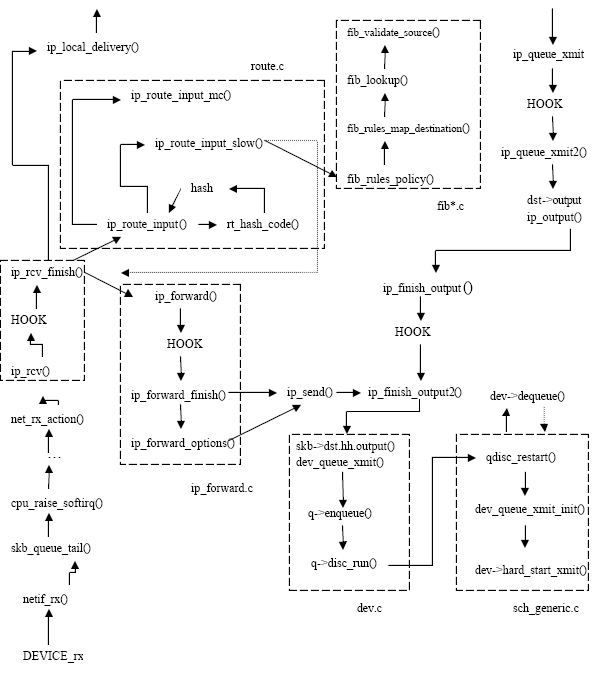 ip_local_delivery()
route.c
ip_route_input_mc()
ip_route_input_slow()
hash
ip_route_input()
rt_hash_code()
fib_validate_source()
fib_lookup()
fib_rules_map_destination()
fib_rules_policy()
fib*.c
ip_queue_xmit
HOOK
ip_queue_xmit2()
dst->output
ip_output()
ip_rcv_finish()
HOOK
ip_rcv()
net_rx_action()
...
cpu_raise_softirq()
skb_queue_tail()
netif_rx()
DEVICE_rx
ip_forward()
HOOK
ip_forward_finish()
ip_forward_options()
ip_forward.c
ip_send()
ip_finish_output()
HOOK
ip_finish_output2()
skb->dst.hh.output()
dev_queue_xmit()
q->enqueue()
q->disc_run()
dev.c
dev->dequeue()
qdisc_restart()
dev_queue_xmit_init()
dev->hard_start_xmit()
sch_generic.c